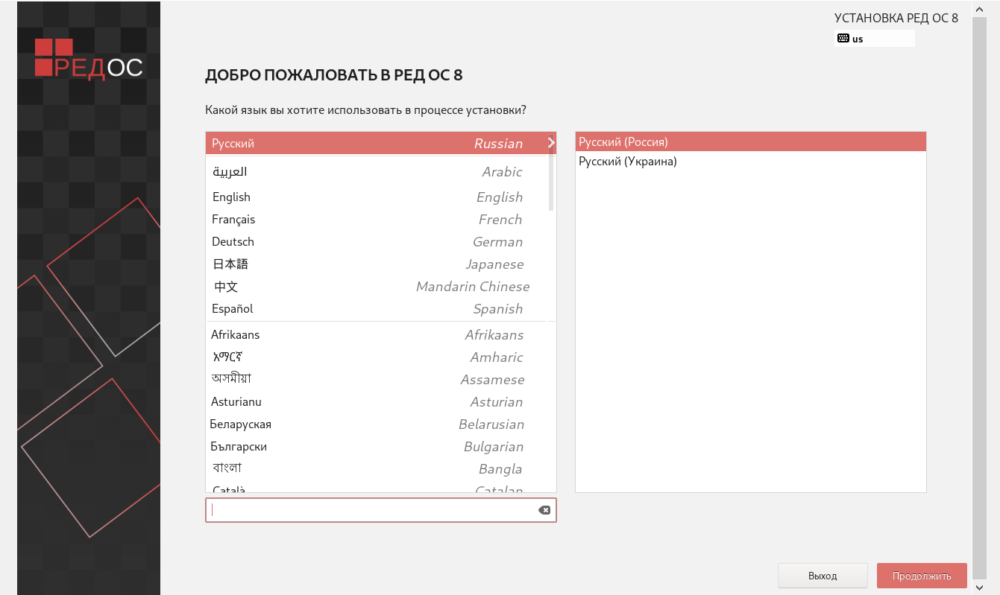 РЕДОС
УСТАНОВКА РЕД ОС 8
us
ДОБРО ПОЖАЛОВАТЬ В РЕД ОС 8
Какой язык вы хотите использовать в процессе установки?
Русский Russian
العربية Arabic
English English
Français French
Deutsch German
日本語 Japanese
中文 Mandarin Chinese
Español Spanish
Afrikaans Afrikaans
አማርኛ Amharic
অসমীয়া Assamese
Asturianu Asturian
Беларуская Belarusian
Български Bulgarian
বাংলা Bangla
Català Catalan
Русский (Россия)
Русский (Украина)
Выход
Продолжить